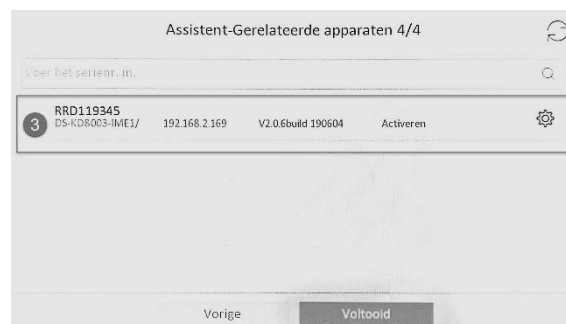 Assistent-Gerelateerde apparaten 4/4
Voer het serienr. in.
3
RRD119345
DS-KD8003-IME1/ 192.168.2.169 V2.0.6build 190604 Activeren
Vorige Voltooid